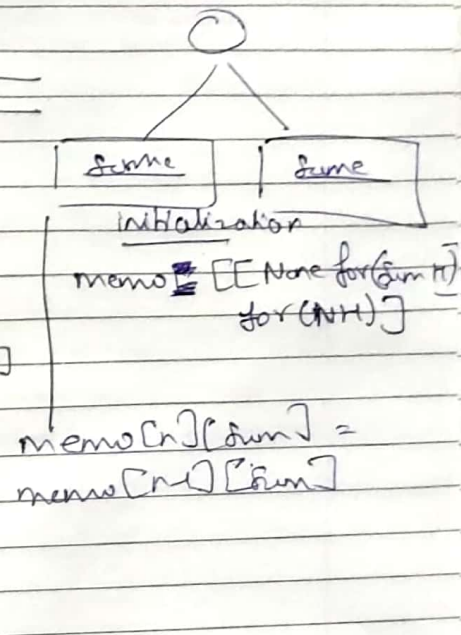 same same
initialization
memo = [[None for(sum+1)
for(N+1)]
]
memo[n][sum] =
memo[n-1][sum]